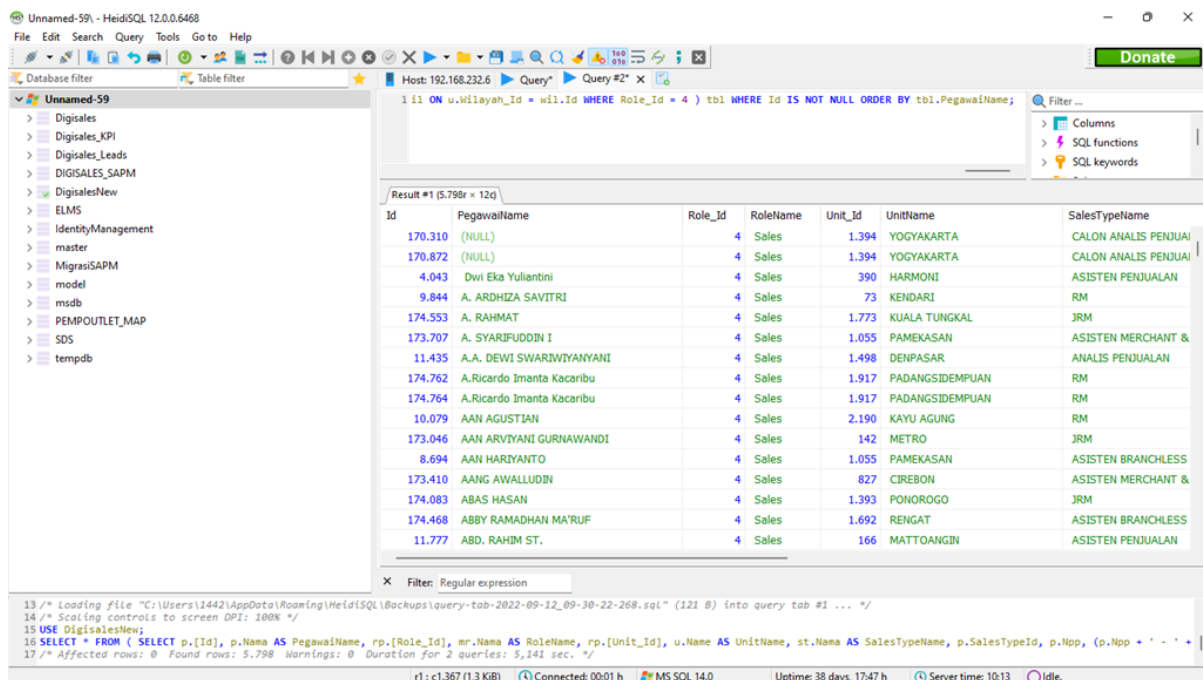 Unnamed-59\ - HeidiSQL 12.0.0.6468
File Edit Search Query Tools Go to Help
Donate
Database filter Table filter
Host: 192.168.232.6 Query* Query #2*
Unnamed-59
Digisales
Digisales_KPI
Digisales_Leads
DIGISALES_SAPM
DigisalesNew
ELMS
IdentityManagement
master
MigrasiSAPM
model
msdb
PEMPOUTLET_MAP
SDS
tempdb
1 il ON u.Wilayah_Id = wil.Id WHERE Role_Id = 4 ) tbl WHERE Id IS NOT NULL ORDER BY tbl.PegawaiName;
Filter ...
Columns
SQL functions
SQL keywords
Result #1 (5.798r × 12c)
Id PegawaiName Role_Id RoleName Unit_Id UnitName SalesTypeName
170.310 (NULL) 4 Sales 1.394 YOGYAKARTA CALON ANALIS PENJUAL
170.872 (NULL) 4 Sales 1.394 YOGYAKARTA CALON ANALIS PENJUAL
4.043 Dwi Eka Yuliantini 4 Sales 390 HARMONI ASISTEN PENJUALAN
9.844 A. ARDHIZA SAVITRI 4 Sales 73 KENDARI RM
174.553 A. RAHMAT 4 Sales 1.773 KUALA TUNGKAL JRM
173.707 A. SYARIFUDDIN I 4 Sales 1.055 PAMEKASAN ASISTEN MERCHANT &
11.435 A.A. DEWI SWARIWIYANYANI 4 Sales 1.498 DENPASAR ANALIS PENJUALAN
174.762 A.Ricardo Imanta Kacaribu 4 Sales 1.917 PADANGSIDEMPUAN RM
174.764 A.Ricardo Imanta Kacaribu 4 Sales 1.917 PADANGSIDEMPUAN RM
10.079 AAN AGUSTIAN 4 Sales 2.190 KAYU AGUNG RM
173.046 AAN ARVIYANI GURNAWANDI 4 Sales 142 METRO JRM
8.694 AAN HARIYANTO 4 Sales 1.055 PAMEKASAN ASISTEN BRANCHLESS
173.410 AANG AWALLUDIN 4 Sales 827 CIREBON ASISTEN MERCHANT &
174.083 ABAS HASAN 4 Sales 1.393 PONOROGO JRM
174.468 ABBY RAMADHAN MA'RUF 4 Sales 1.692 RENGAT ASISTEN BRANCHLESS
11.777 ABD. RAHIM ST. 4 Sales 166 MATTOANGIN ASISTEN PENJUALAN
Filter: Regular expression
13 /* Loading file "C:\Users\1442\AppData\Roaming\HeidiSQL\Backups\query-tab-2022-09-12_09-30-22-268.sql" (121 B) into query tab #1 ... */
14 /* Scaling controls to screen DPI: 100% */
15 USE DigisalesNew;
16 SELECT * FROM ( SELECT p.[Id], p.Nama AS PegawaiName, rp.[Role_Id], mr.Nama AS RoleName, rp.[Unit_Id], u.Name AS UnitName, st.Nama AS SalesTypeName, p.SalesTypeId, p.Npp, (p.Npp + ' - ' +
17 /* Affected rows: 0 Found rows: 5.798 Warnings: 0 Duration for 2 queries: 5,141 sec. */
r1 : c1.367 (1.3 KiB) Connected: 00:01 h MS SQL 14.0 Uptime: 38 days, 17:47 h Server time: 10:13 Idle.